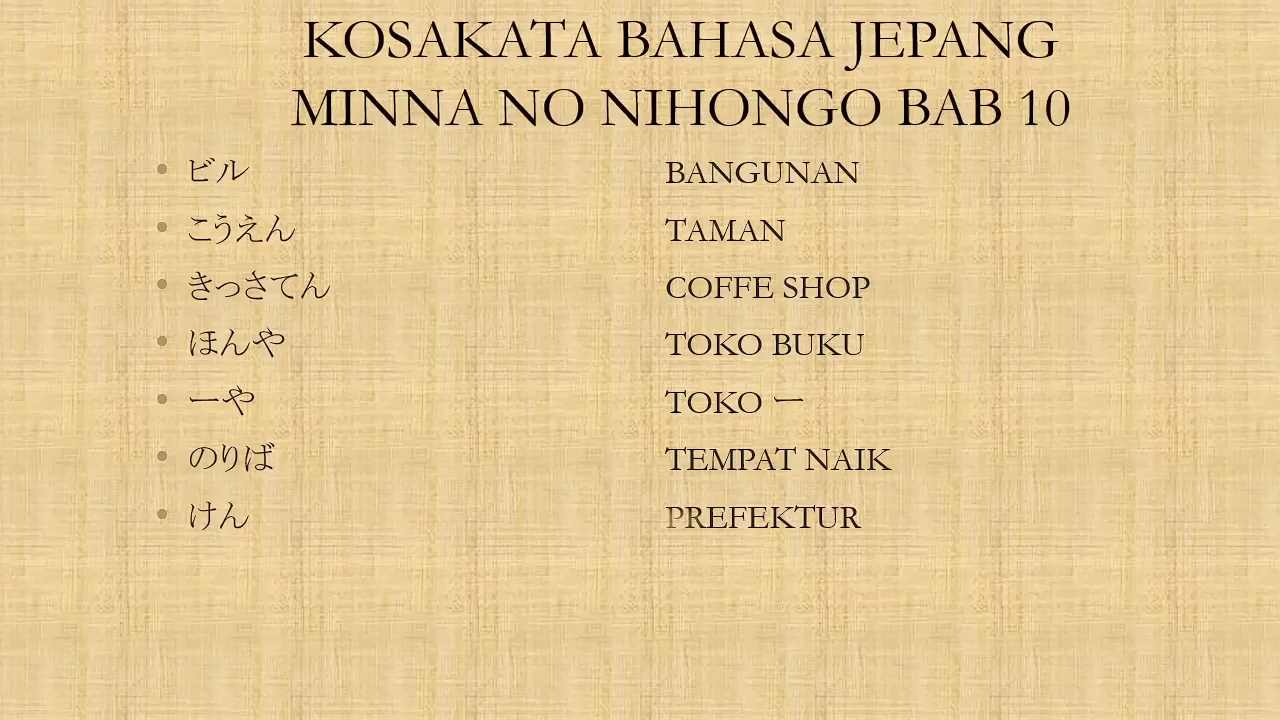 KOSAKATA BAHASA JEPANG
MINNA NO NIHONGO BAB 10
• ビル BANGUNAN
• こうえん TAMAN
• きっさてん COFFE SHOP
• ほんや TOKO BUKU
• ーや TOKO ー
• のりば TEMPAT NAIK
• けん PREFEKTUR